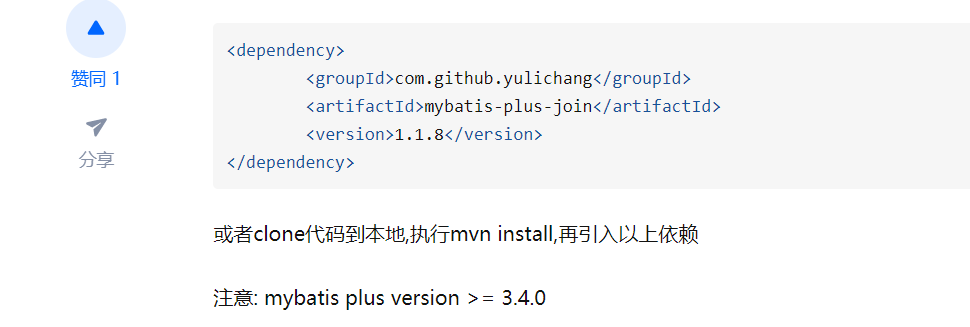 赞同 1
分享
<dependency>
        <groupId>com.github.yulichang</groupId>
        <artifactId>mybatis-plus-join</artifactId>
        <version>1.1.8</version>
</dependency>
或者clone代码到本地,执行mvn install,再引入以上依赖
注意: mybatis plus version >= 3.4.0